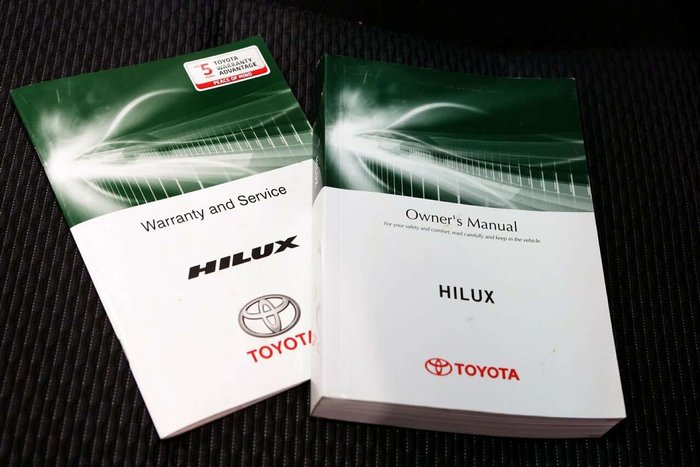 5
YEARS
TOYOTA
WARRANTY
ADVANTAGE
PEACE OF MIND
Warranty and Service
HILUX
TOYOTA
Owner's Manual
For your safety and comfort, read carefully and keep in the vehicle.
HILUX
TOYOTA